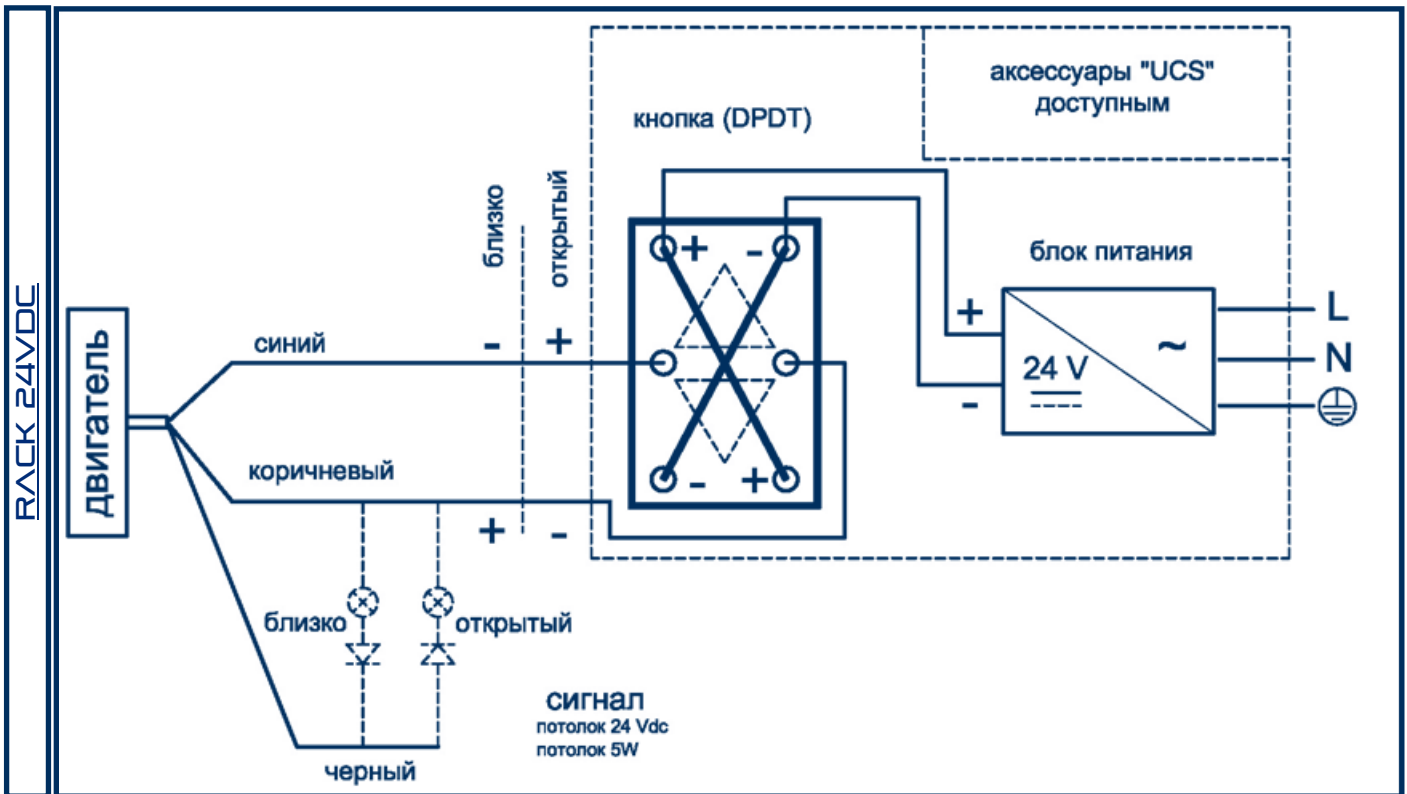 RACK 24VDC
аксессуары "UCS"
доступным
кнопка (DPDT)
близко
открытый
+ -
блок питания
двигатель
синий
- +
+
L
24 V
~
N
-
коричневый
- +
+ -
близко
открытый
сигнал
потолок 24 Vdc
потолок 5W
черный